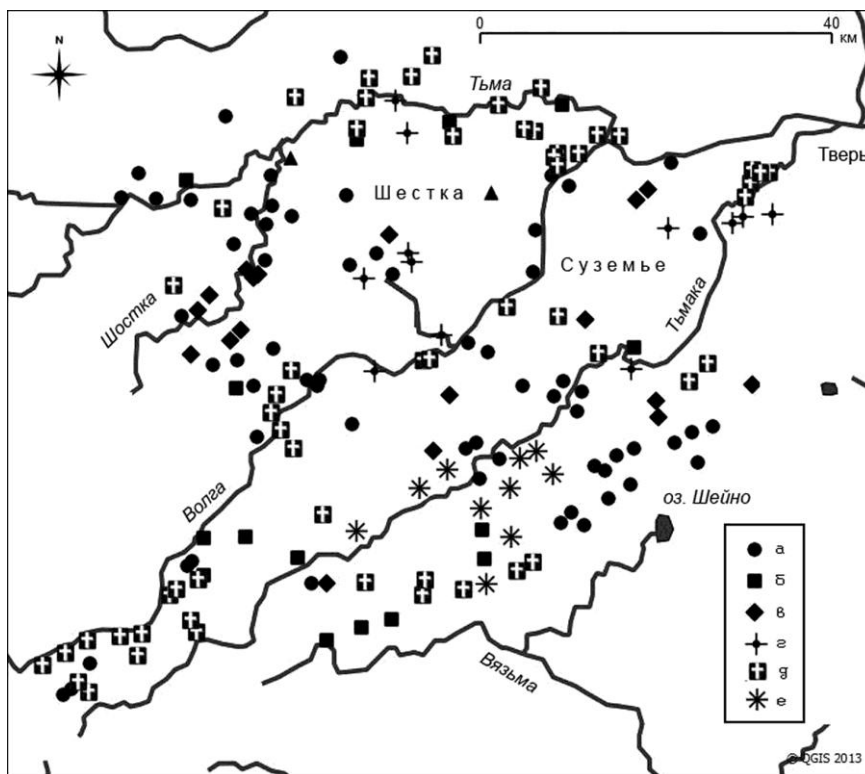 0 40
км
N
Тьма
Тверь
Шестка
Суземье
Тьмака
Шостка
Волга
оз. Шейно
Вязьма
а
б
в
г
д
е
© QGIS 2013